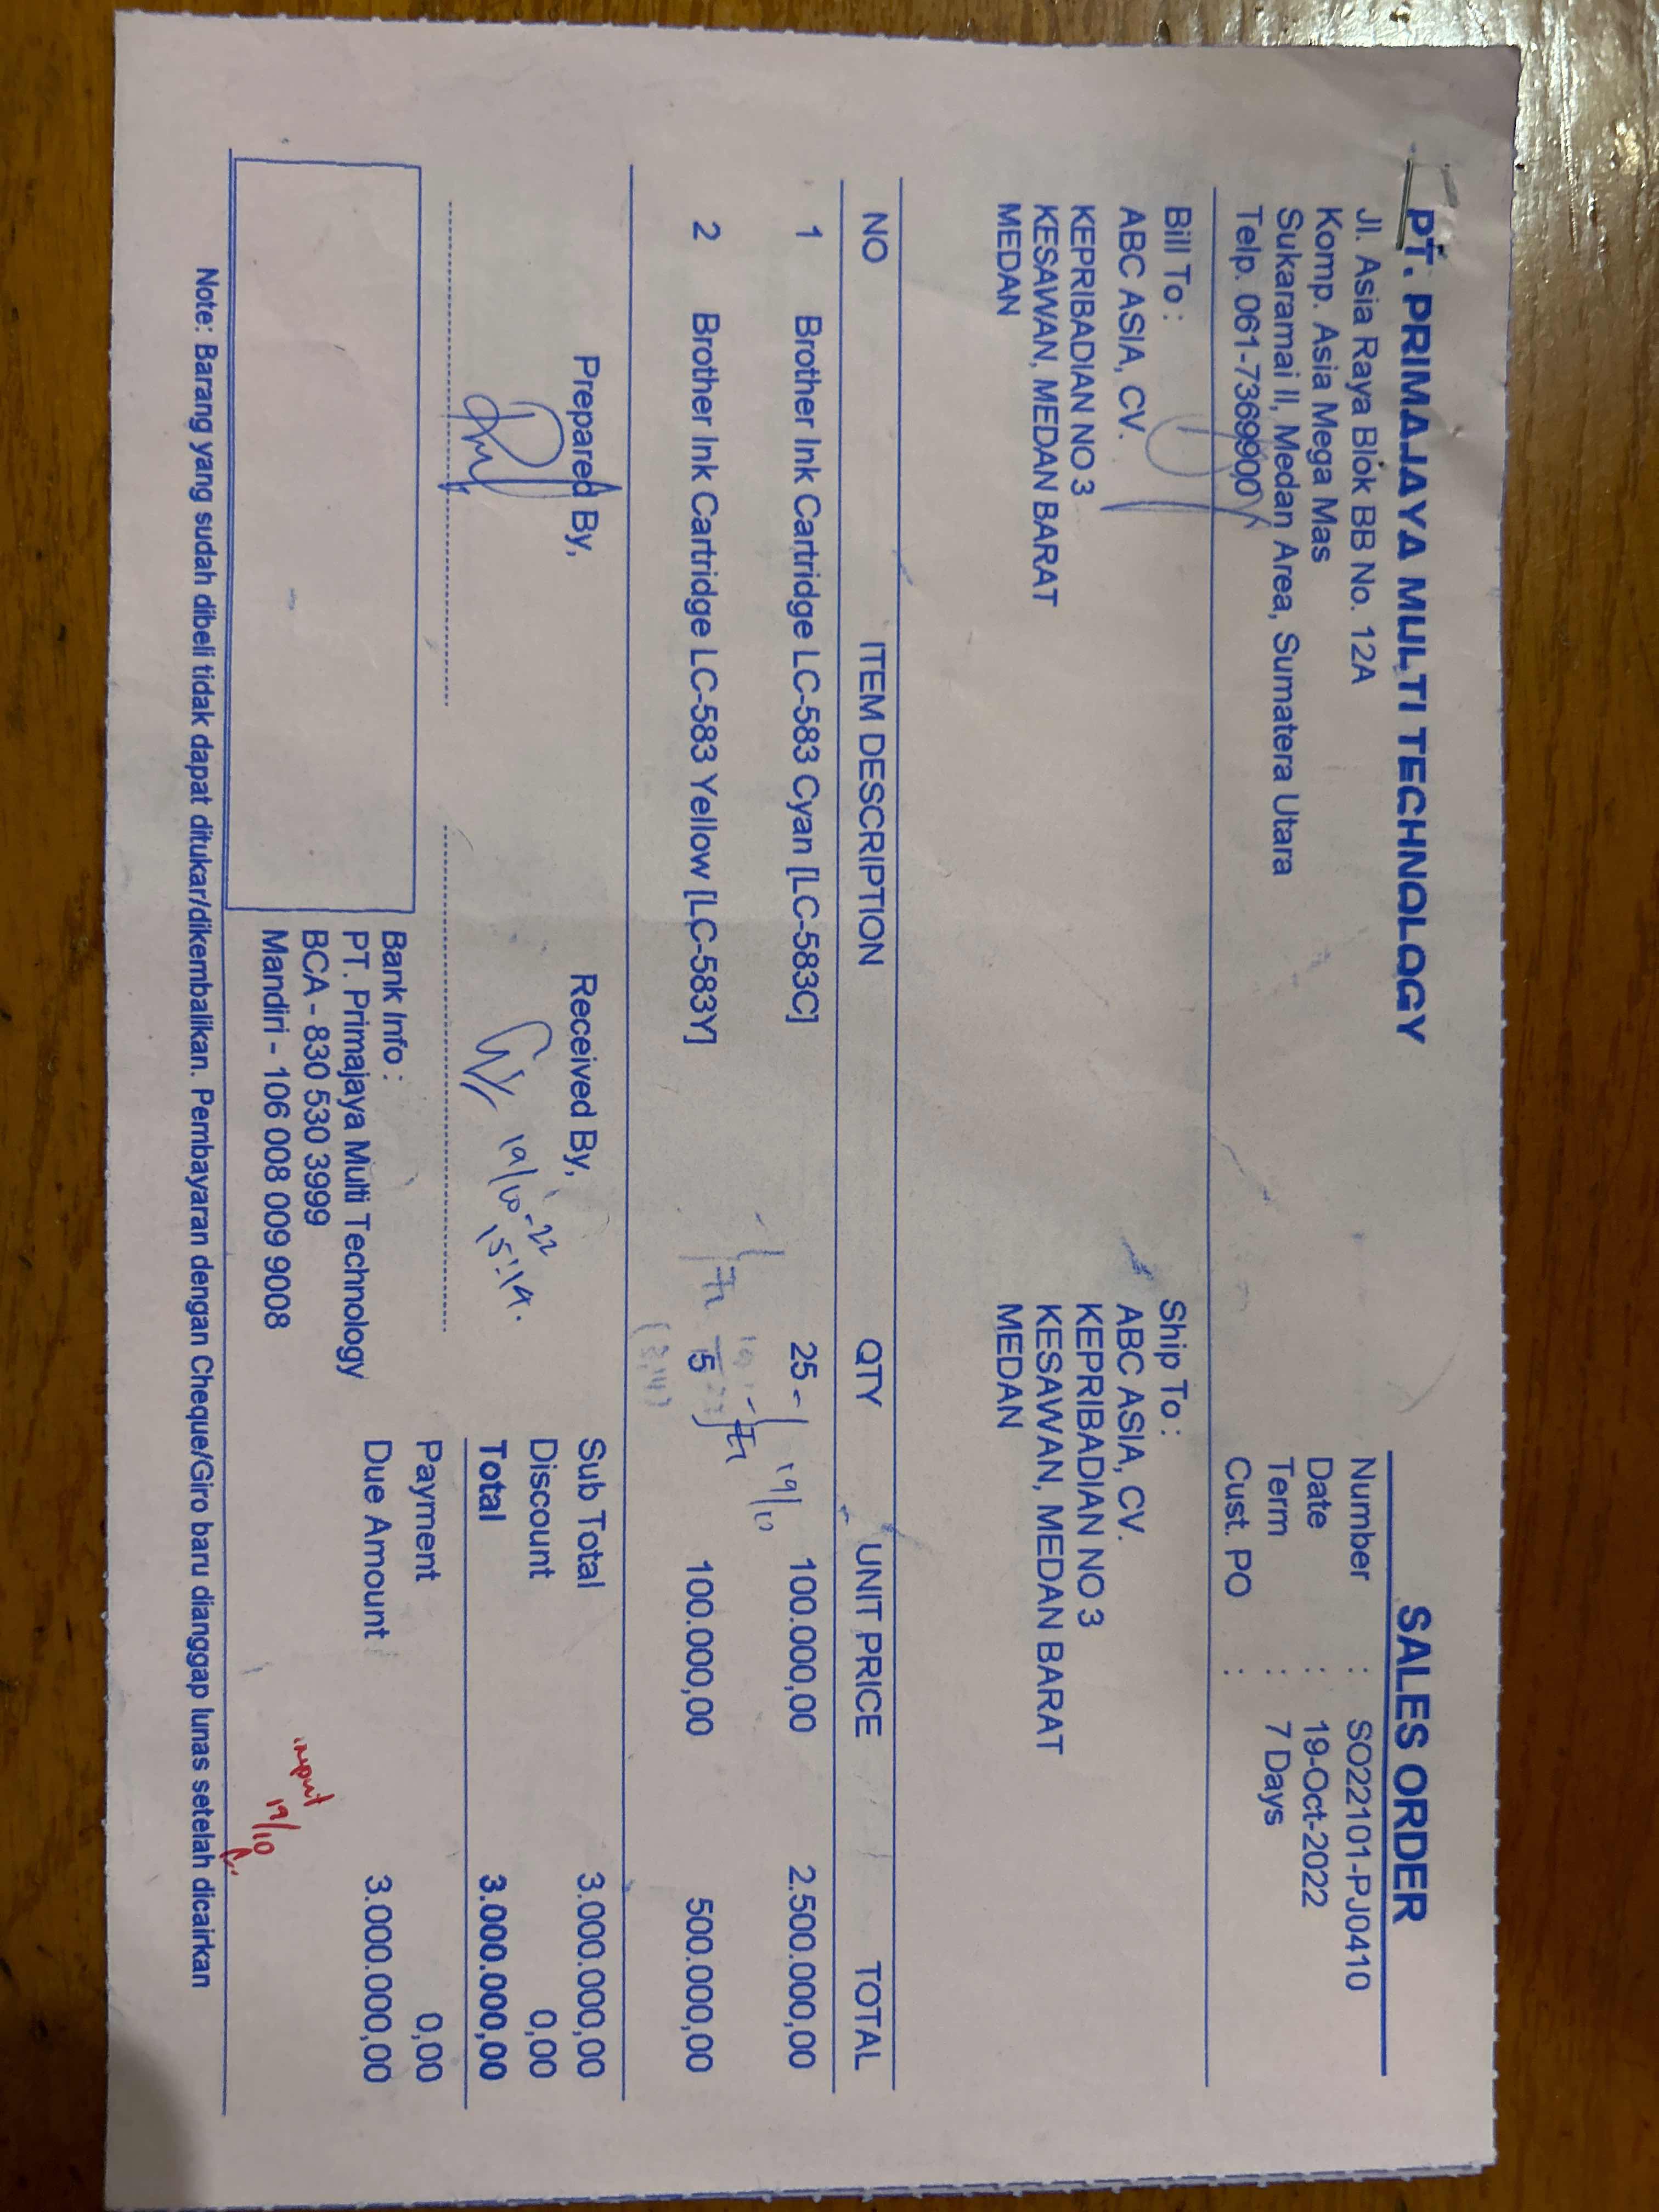 PT. PRIMAJAYA MULTI TECHNOLOGY
Jl. Asia Raya Blok BB No. 12A
Komp. Asia Mega Mas
Sukaramai II, Medan Area, Sumatera Utara
Telp. 061-7369900
SALES ORDER
Number : SO22101-PJ0410
Date : 19-Oct-2022
Term : 7 Days
Cust. PO :
Bill To :
ABC ASIA, CV.
KEPRIBADIAN NO 3
KESAWAN, MEDAN BARAT
MEDAN
Ship To :
ABC ASIA, CV.
KEPRIBADIAN NO 3
KESAWAN, MEDAN BARAT
MEDAN
NO ITEM DESCRIPTION QTY UNIT PRICE TOTAL
1 Brother Ink Cartridge LC-583 Cyan [LC-583C] 25 100.000,00 2.500.000,00
19/10
2 Brother Ink Cartridge LC-583 Yellow [LC-583Y] 5 100.000,00 500.000,00
Prepared By,
Received By,
19/10-22
15:14.
Sub Total 3.000.000,00
Discount 0,00
Total 3.000.000,00
Payment 0,00
Due Amount 3.000.000,00
Bank Info :
PT. Primajaya Multi Technology
BCA - 830 530 3999
Mandiri - 106 008 009 9008
input
19/10
Note: Barang yang sudah dibeli tidak dapat ditukar/dikembalikan. Pembayaran dengan Cheque/Giro baru dianggap lunas setelah dicairkan